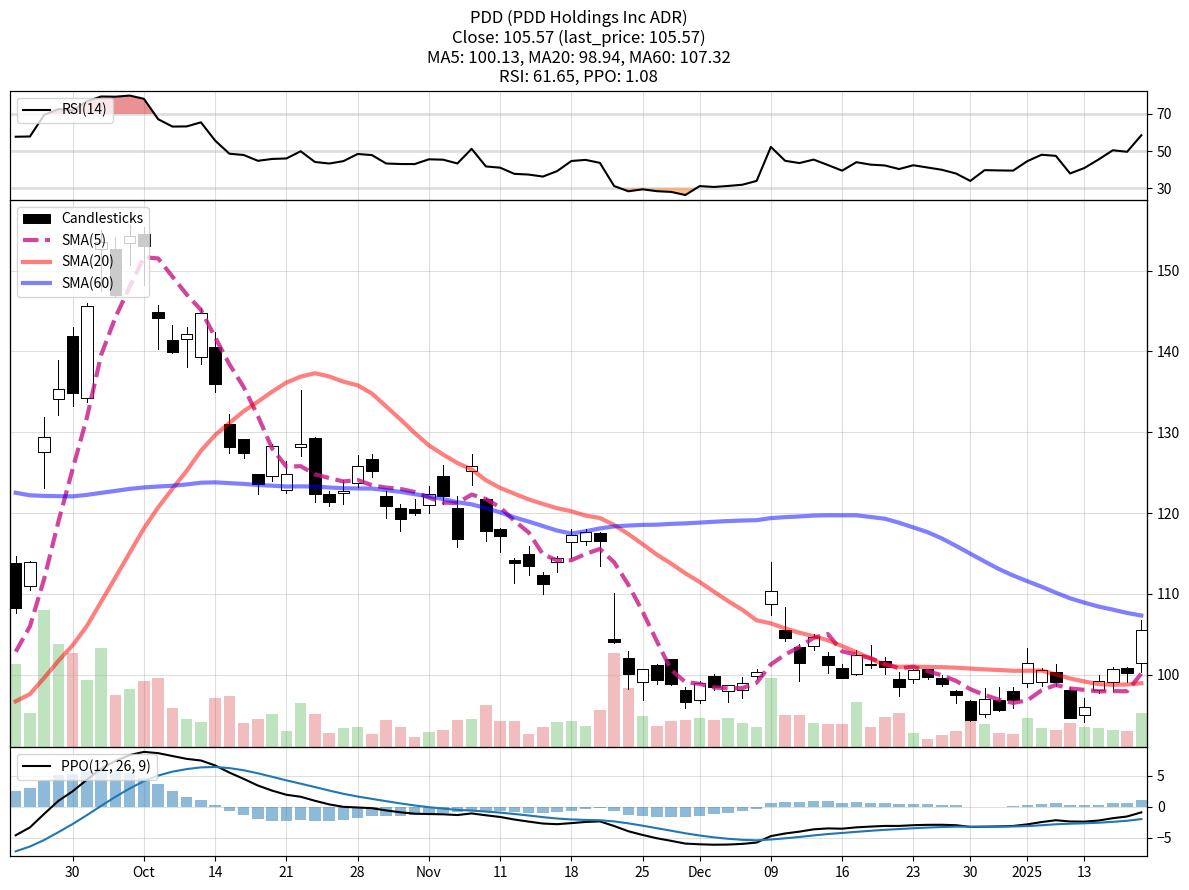 PDD (PDD Holdings Inc ADR)
Close: 105.57 (last_price: 105.57)
MA5: 100.13, MA20: 98.94, MA60: 107.32
RSI: 61.65, PPO: 1.08
RSI(14)
70
50
30
Candlesticks
SMA(5)
SMA(20)
SMA(60)
150
140
130
120
110
100
PPO(12, 26, 9)
5
0
−5
30 Oct 14 21 28 Nov 11 18 25 Dec 09 16 23 30 2025 13